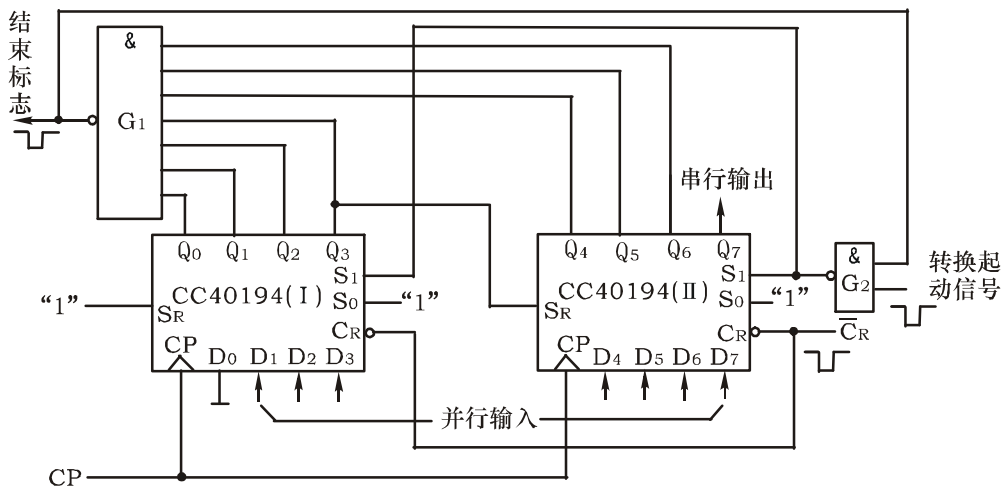 结束标志
&
G1
Q0 Q1 Q2 Q3
S1
“1”
SR
CC40194(Ⅰ)
S0
“1”
CR
CP
D0 D1 D2 D3
串行输出
Q4 Q5 Q6 Q7
S1
SR
CC40194(Ⅱ)
S0
“1”
CR
CP
D4 D5 D6 D7
&
G2
转换起
动信号
C̅R
并行输入
CP